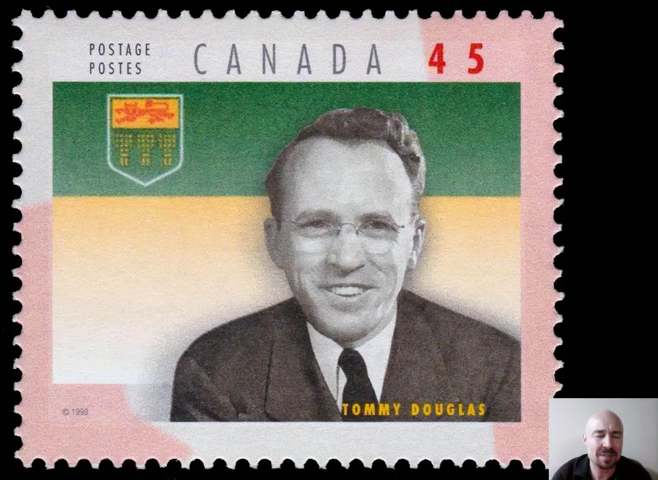 POSTAGE
POSTES
CANADA 45
© 1998
TOMMY DOUGLAS